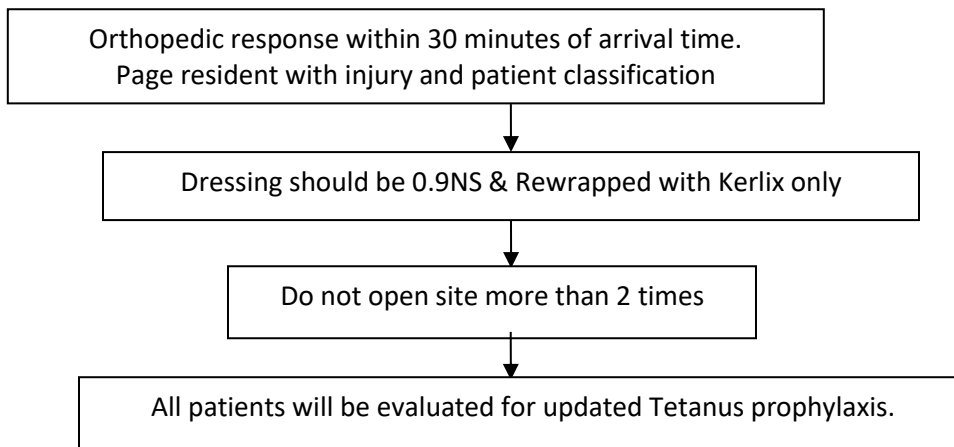 Orthopedic response within 30 minutes of arrival time.
Page resident with injury and patient classification
Dressing should be 0.9NS & Rewrapped with Kerlix only
Do not open site more than 2 times
All patients will be evaluated for updated Tetanus prophylaxis.